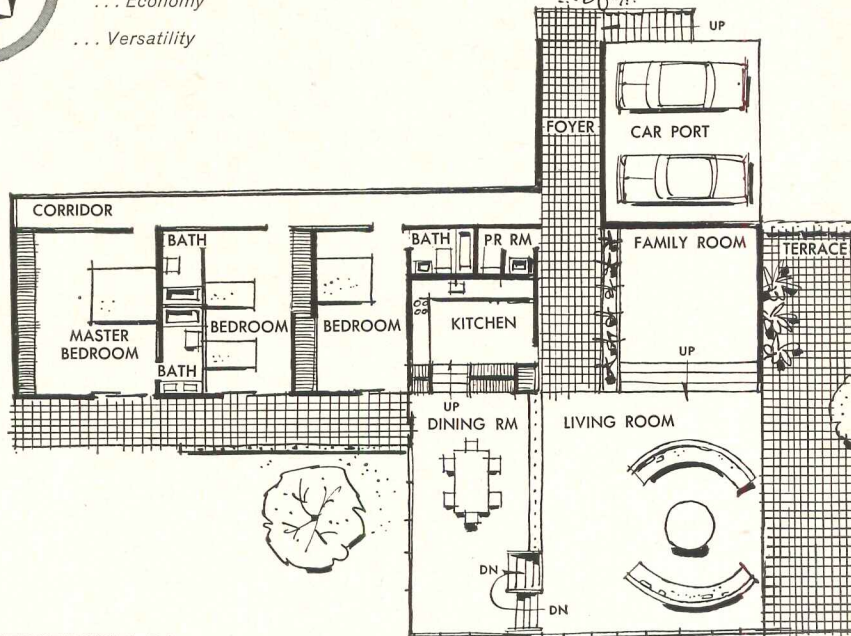 ... Economy
... Versatility
UP
FOYER
CAR PORT
CORRIDOR
BATH
BATH
PR RM
FAMILY ROOM
TERRACE
MASTER
BEDROOM
BEDROOM
BEDROOM
KITCHEN
BATH
UP
UP
DINING RM
LIVING ROOM
DN
DN